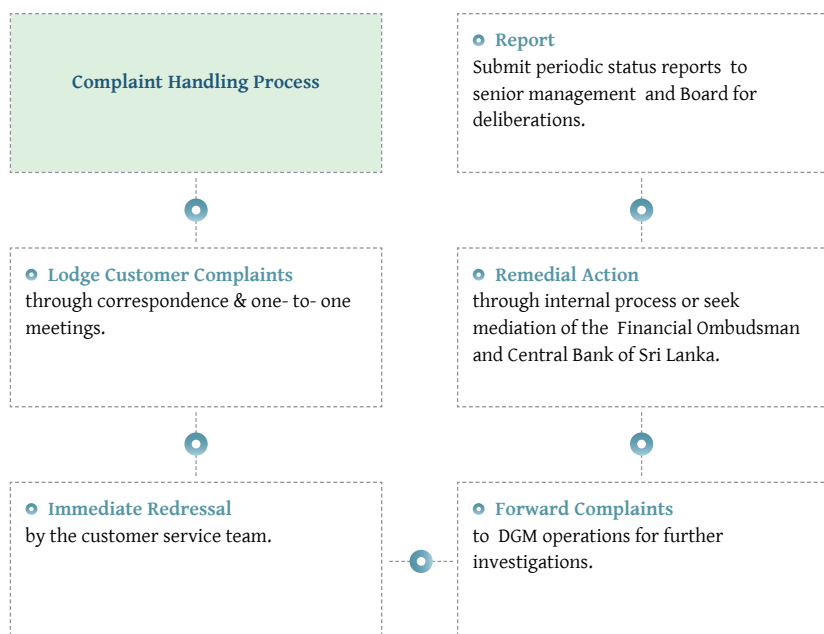 Complaint Handling Process
Lodge Customer Complaints
through correspondence & one- to- one
meetings.
Immediate Redressal
by the customer service team.
Forward Complaints
to  DGM operations for further
investigations.
Remedial Action
through internal process or seek
mediation of the  Financial Ombudsman
and Central Bank of Sri Lanka.
Report
Submit periodic status reports  to
senior management  and Board for
deliberations.